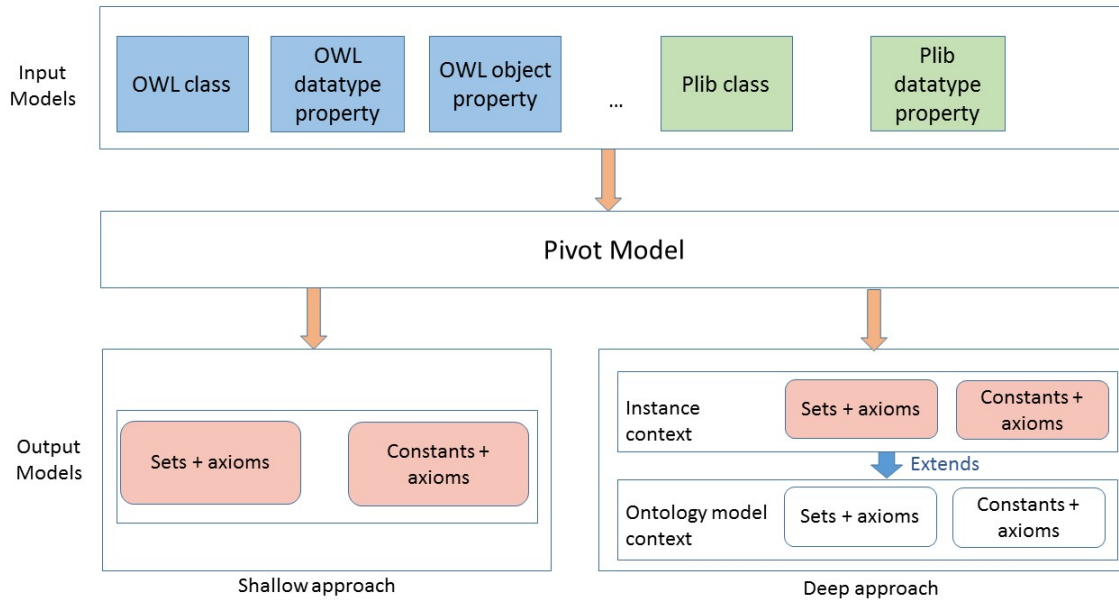 Input
Models
OWL class
OWL
datatype
property
OWL object
property
...
Plib class
Plib
datatype
property
Pivot Model
Output
Models
Sets + axioms
Constants +
axioms
Shallow approach
Instance
context
Sets + axioms
Constants +
axioms
Extends
Ontology model
context
Sets + axioms
Constants +
axioms
Deep approach